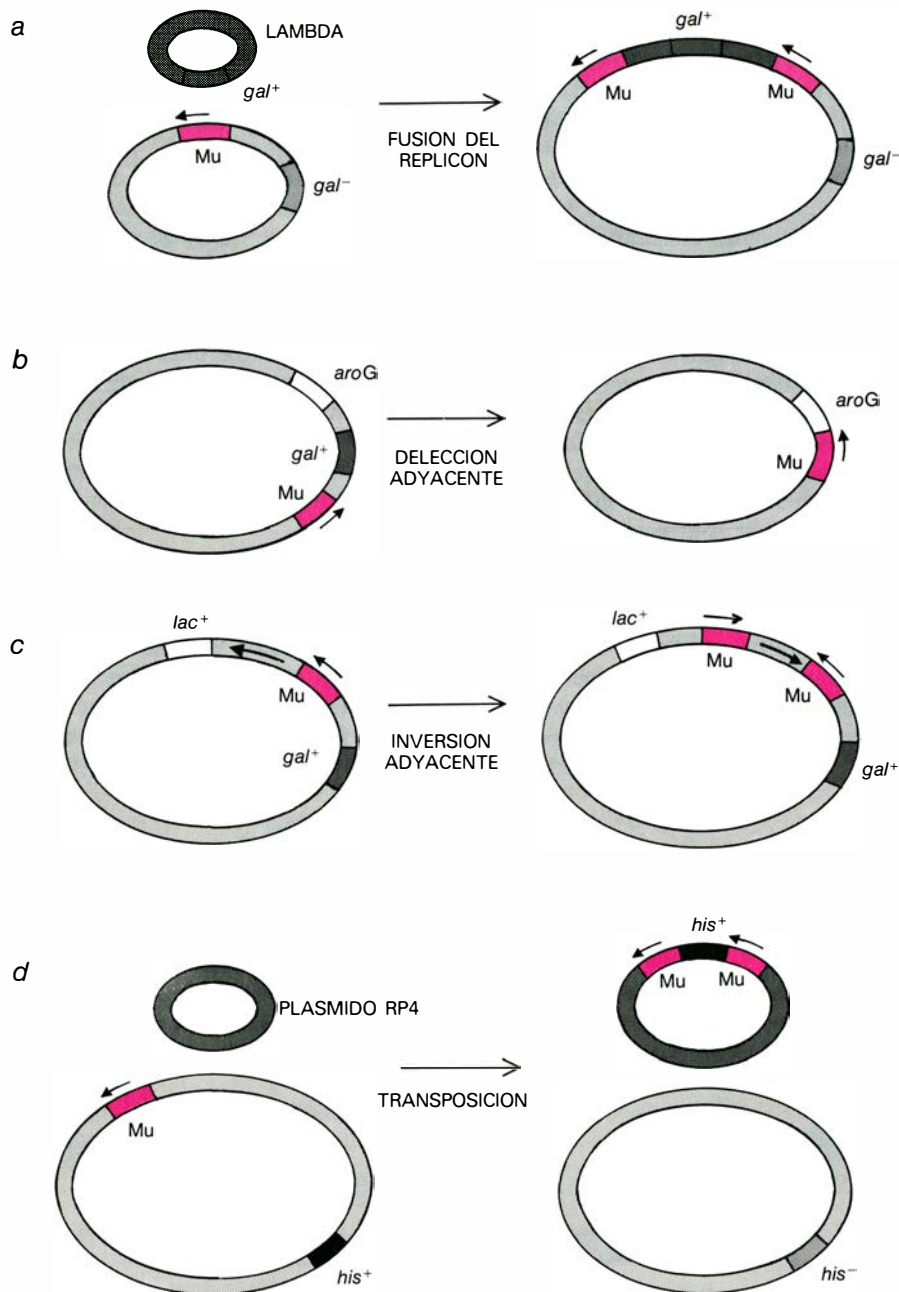 a
LAMBDA
gal+
Mu
gal−
FUSION DEL
REPLICON
gal+
Mu
Mu
gal−
b
aroG
gal+
Mu
DELECCION
ADYACENTE
aroG
Mu
c
lac+
Mu
gal+
INVERSION
ADYACENTE
lac+
Mu
Mu
gal+
d
PLASMIDO RP4
Mu
his+
TRANSPOSICION
his+
Mu
Mu
his−